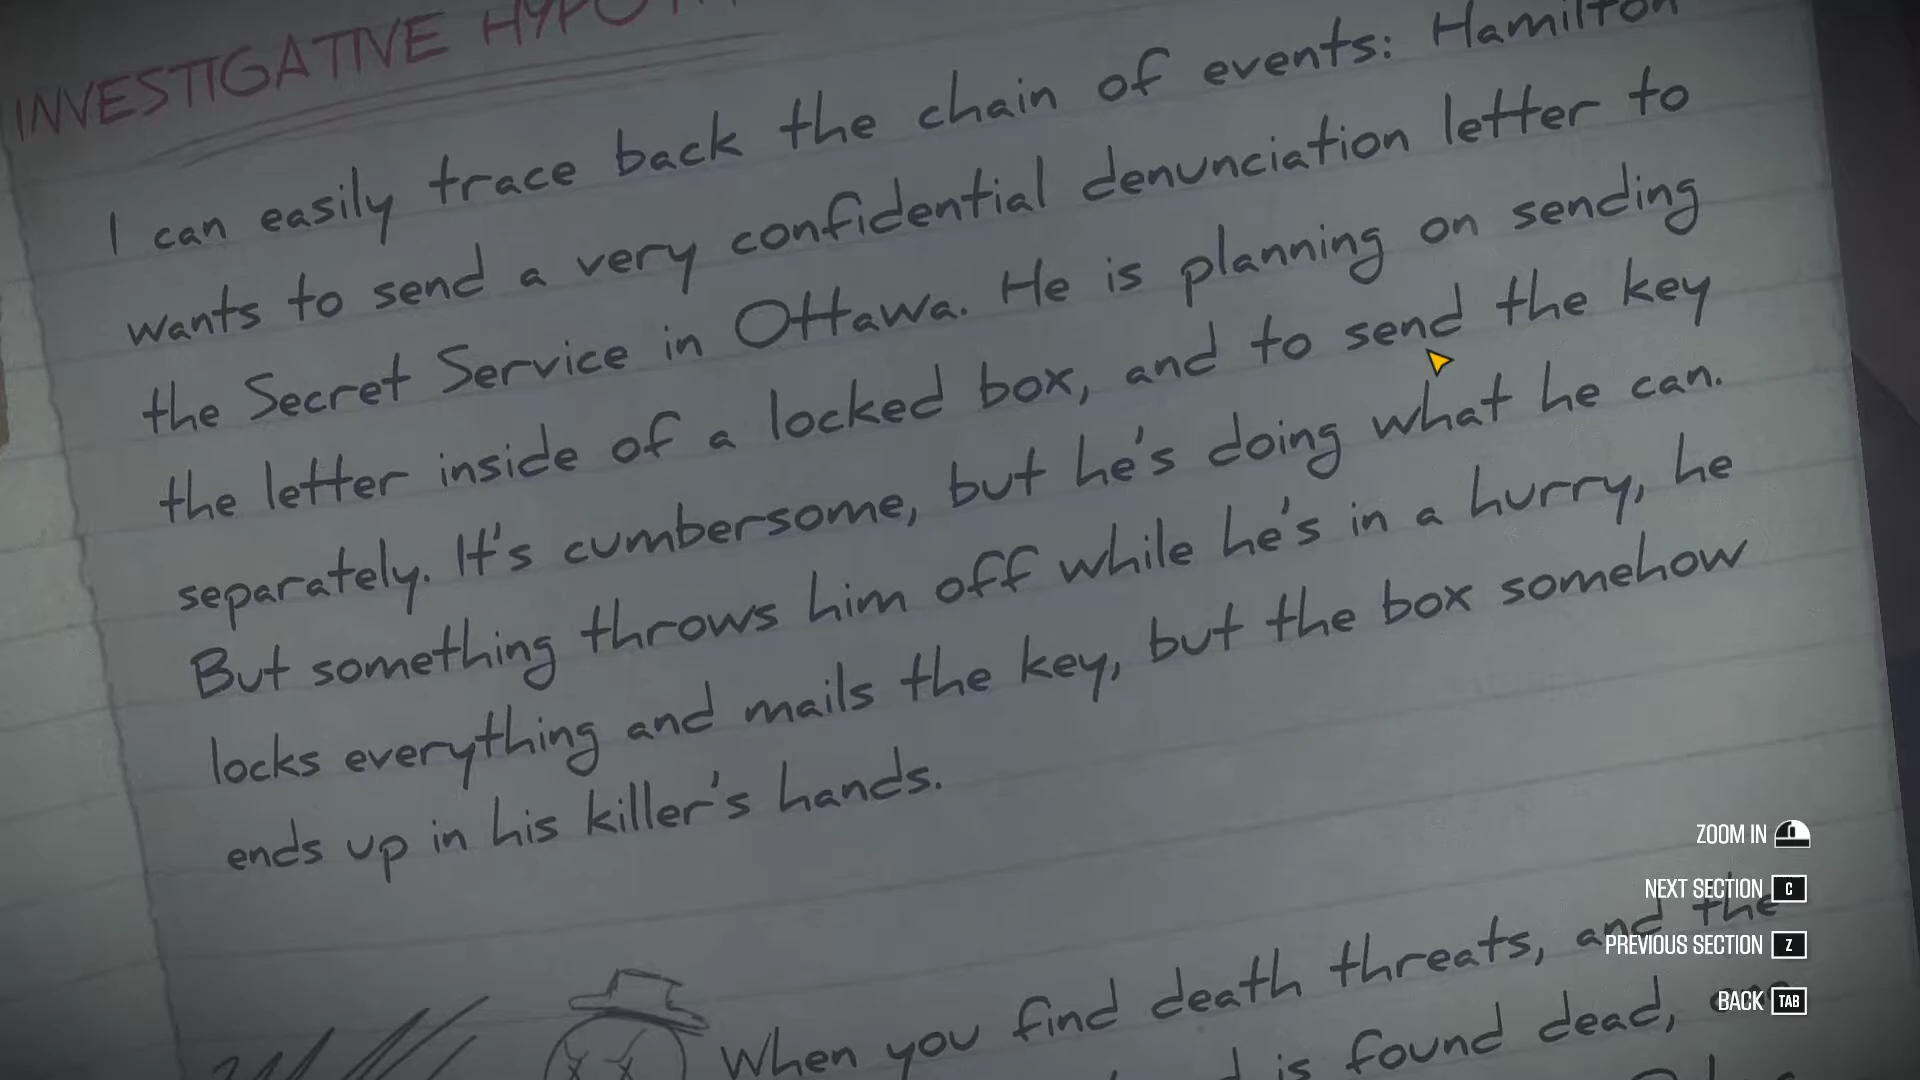 INVESTIGATIVE
I can easily trace back the chain of events: Hamilton
wants to send a very confidential denunciation letter to
the Secret Service in Ottawa. He is planning on sending
the letter inside of a locked box, and to send the key
separately. It's cumbersome, but he's doing what he can.
But something throws him off while he's in a hurry, he
locks everything and mails the key, but the box somehow
ends up in his killer's hands.
When you find death threats, and the
is found dead,
ZOOM IN
NEXT SECTION C
PREVIOUS SECTION Z
BACK TAB